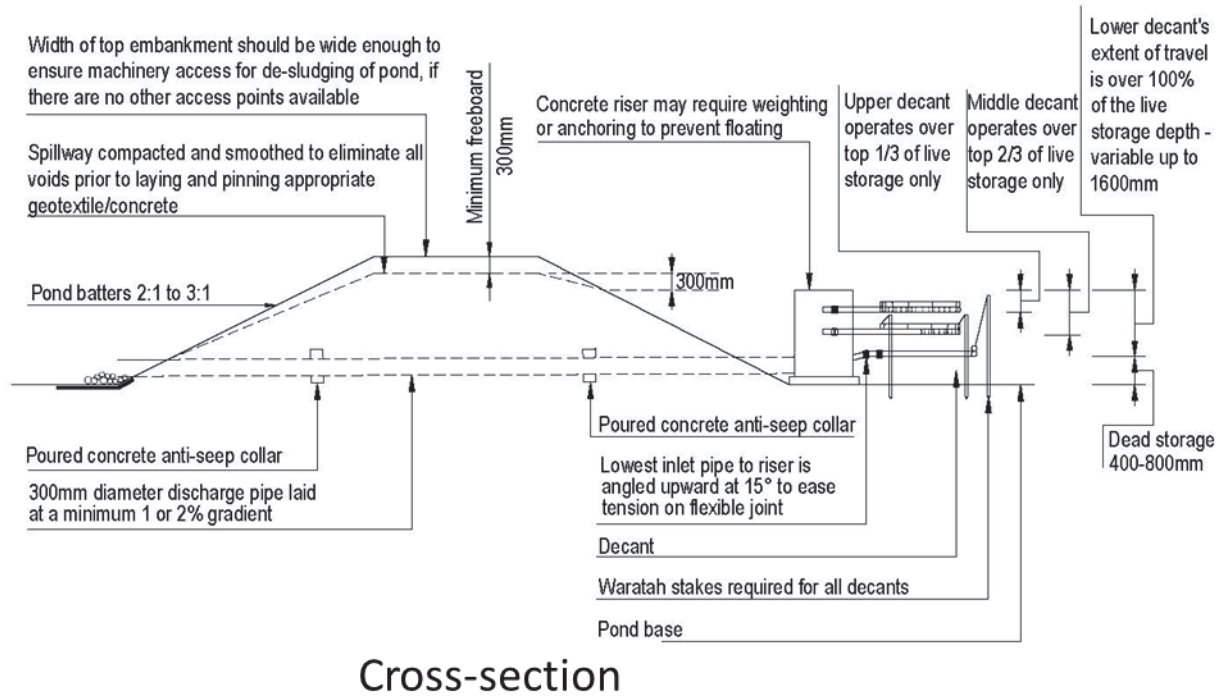 Width of top embankment should be wide enough to
ensure machinery access for de-sludging of pond, if
there are no other access points available
Spillway compacted and smoothed to eliminate all
voids prior to laying and pinning appropriate
geotextile/concrete
Pond batters 2:1 to 3:1
Minimum freeboard
300mm
300mm
Concrete riser may require weighting
or anchoring to prevent floating
Upper decant
operates over
top 1/3 of live
storage only
Middle decant
operates over
top 2/3 of live
storage only
Lower decant's
extent of travel
is over 100%
of the live
storage depth -
variable up to
1600mm
Poured concrete anti-seep collar
300mm diameter discharge pipe laid
at a minimum 1 or 2% gradient
Poured concrete anti-seep collar
Lowest inlet pipe to riser is
angled upward at 15° to ease
tension on flexible joint
Decant
Waratah stakes required for all decants
Pond base
Dead storage
400-800mm
Cross-section